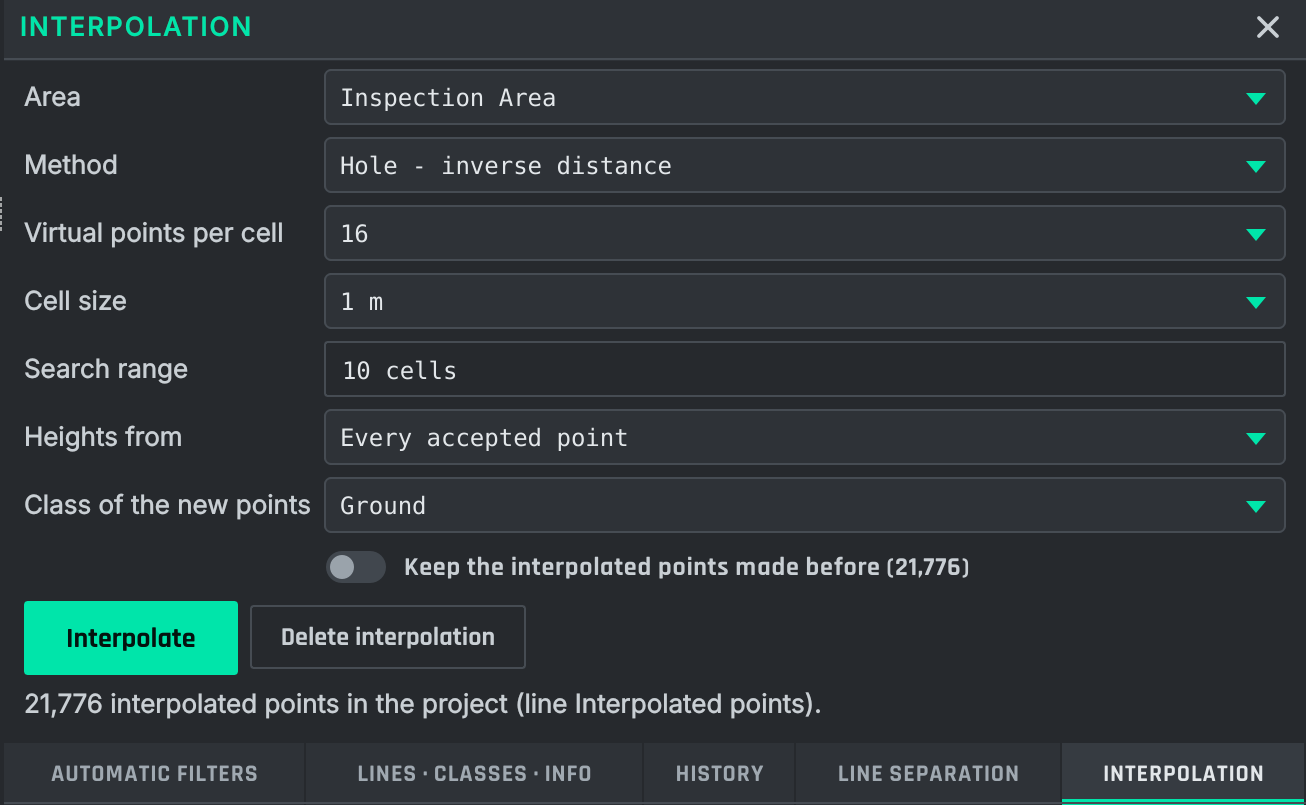 INTERPOLATION
Area
Inspection Area
Method
Hole - inverse distance
Virtual points per cell
16
Cell size
1 m
Search range
10 cells
Heights from
Every accepted point
Class of the new points
Ground
Keep the interpolated points made before (21,776)
Interpolate
Delete interpolation
21,776 interpolated points in the project (line Interpolated points).
AUTOMATIC FILTERS
LINES · CLASSES · INFO
HISTORY
LINE SEPARATION
INTERPOLATION